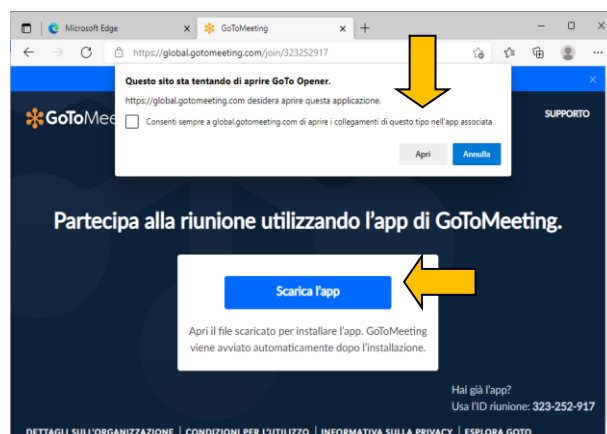 Microsoft Edge
GoToMeeting
https://global.gotomeeting.com/join/323252917
Questo sito sta tentando di aprire GoTo Opener.
https://global.gotomeeting.com desidera aprire questa applicazione.
Consenti sempre a global.gotomeeting.com di aprire i collegamenti di questo tipo nell'app associata
Apri Annulla
GoToMee
SUPPORTO
Partecipa alla riunione utilizzando l'app di GoToMeeting.
Scarica l'app
Apri il file scaricato per installare l'app. GoToMeeting
viene avviato automaticamente dopo l'installazione.
Hai già l'app?
Usa l'ID riunione: 323-252-917
DETTAGLI SULL'ORGANIZZAZIONE | CONDIZIONI PER L'UTILIZZO | INFORMATIVA SULLA PRIVACY | ESPLORA GOTO